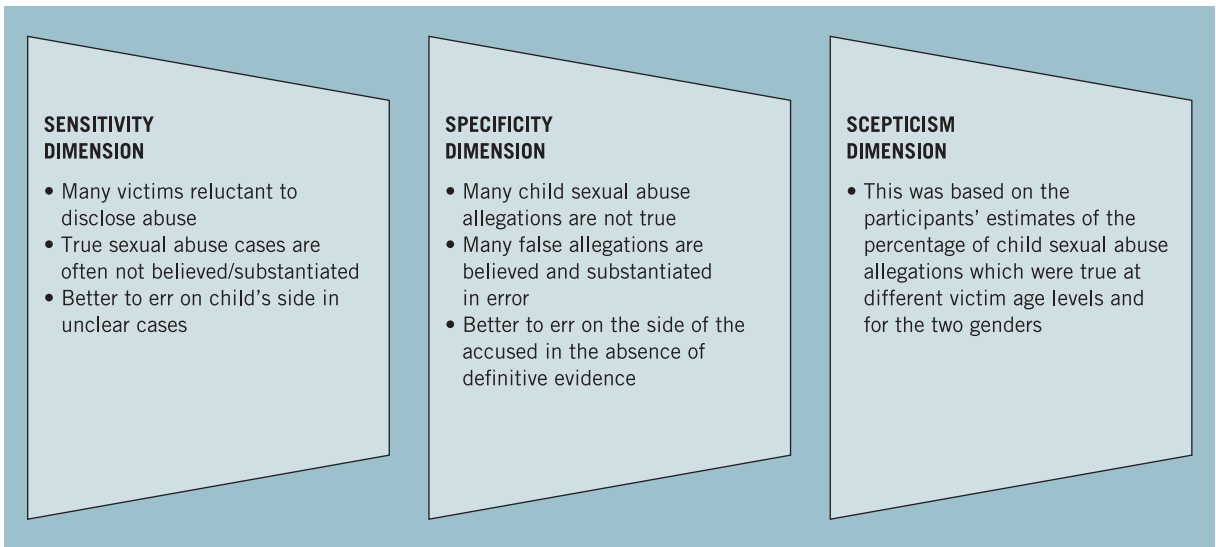 SENSITIVITY
DIMENSION
• Many victims reluctant to
disclose abuse
• True sexual abuse cases are
often not believed/substantiated
• Better to err on child’s side in
unclear cases
SPECIFICITY
DIMENSION
• Many child sexual abuse
allegations are not true
• Many false allegations are
believed and substantiated
in error
• Better to err on the side of the
accused in the absence of
definitive evidence
SCEPTICISM
DIMENSION
• This was based on the
participants’ estimates of the
percentage of child sexual abuse
allegations which were true at
different victim age levels and
for the two genders